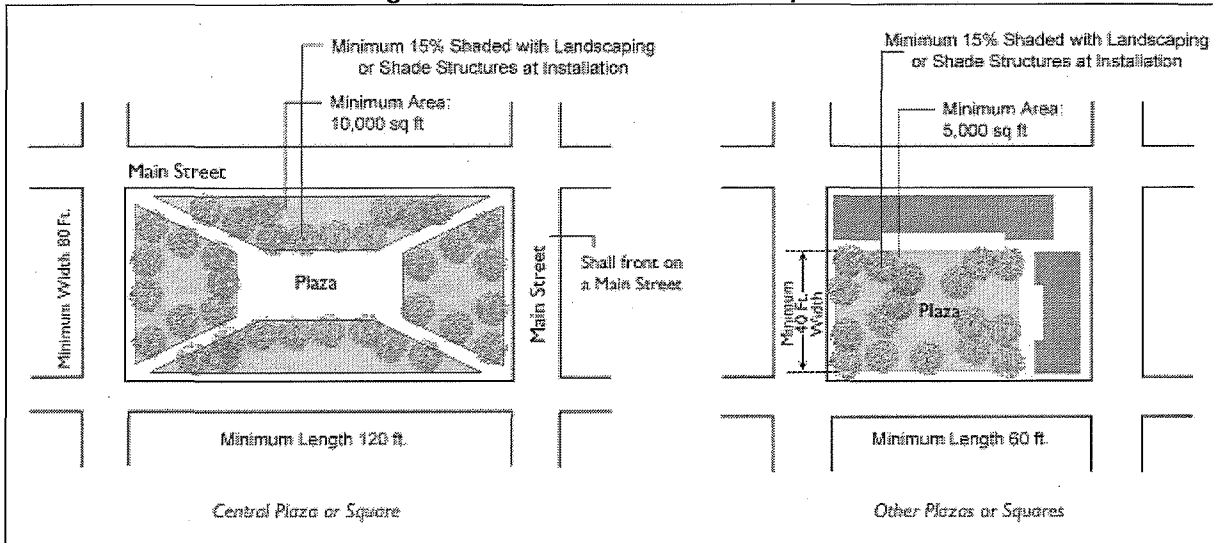 Minimum 15% Shaded with Landscaping
or Shade Structures at Installation
Minimum Area:
10,000 sq ft
Main Street
Minimum Width 80 Ft.
Plaza
Main Street
Shall front on
a Main Street
Minimum Length 120 ft.
Central Plaza or Square
Minimum 15% Shaded with Landscaping
or Shade Structures at Installation
Minimum Area:
5,000 sq ft
Minimum
40 Ft.
Width
Plaza
Minimum Length 60 ft.
Other Plazas or Squares